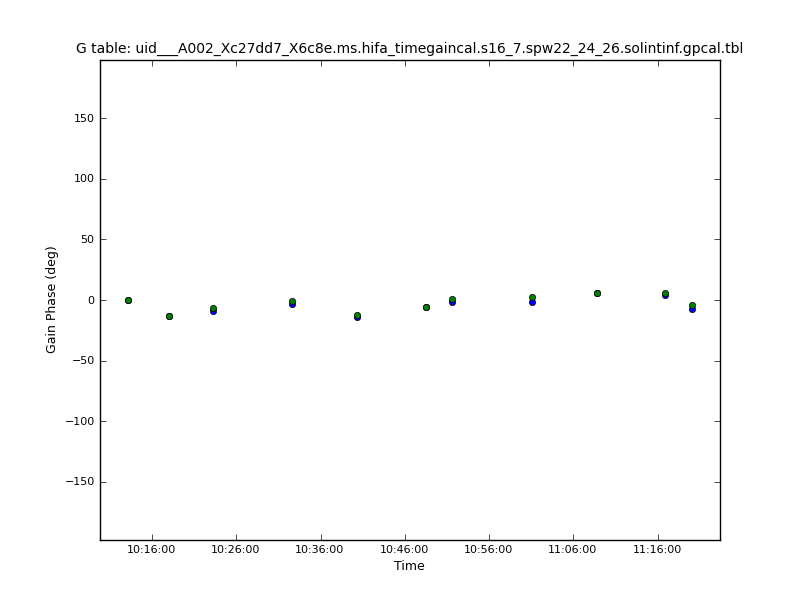 G table: uid___A002_Xc27dd7_X6c8e.ms.hifa_timegaincal.s16_7.spw22_24_26.solintinf.gpcal.tbl
150
100
50
0
−50
−100
−150
Gain Phase (deg)
10:16:00 10:26:00 10:36:00 10:46:00 10:56:00 11:06:00 11:16:00
Time